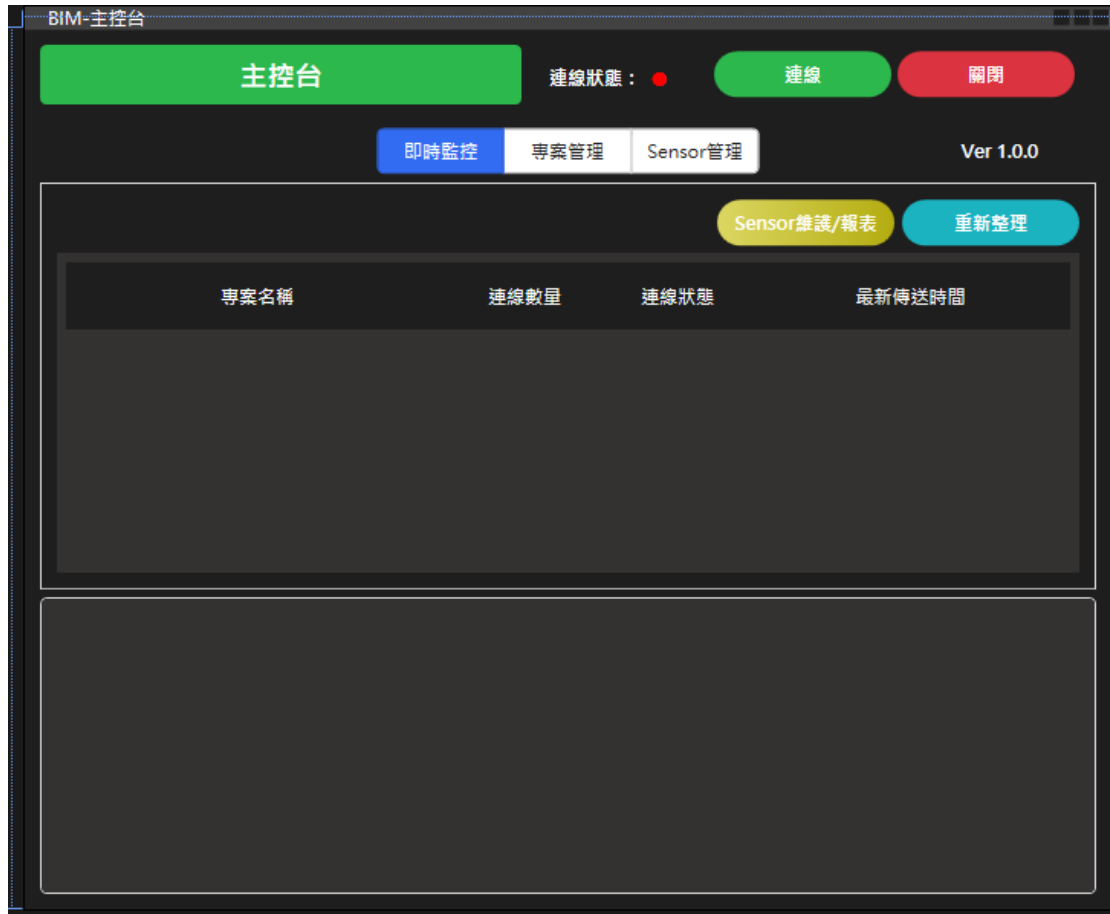 BIM-主控台
主控台 連線狀態： 連線 關閉
即時監控 專案管理 Sensor管理 Ver 1.0.0
Sensor維護/報表 重新整理
專案名稱 連線數量 連線狀態 最新傳送時間